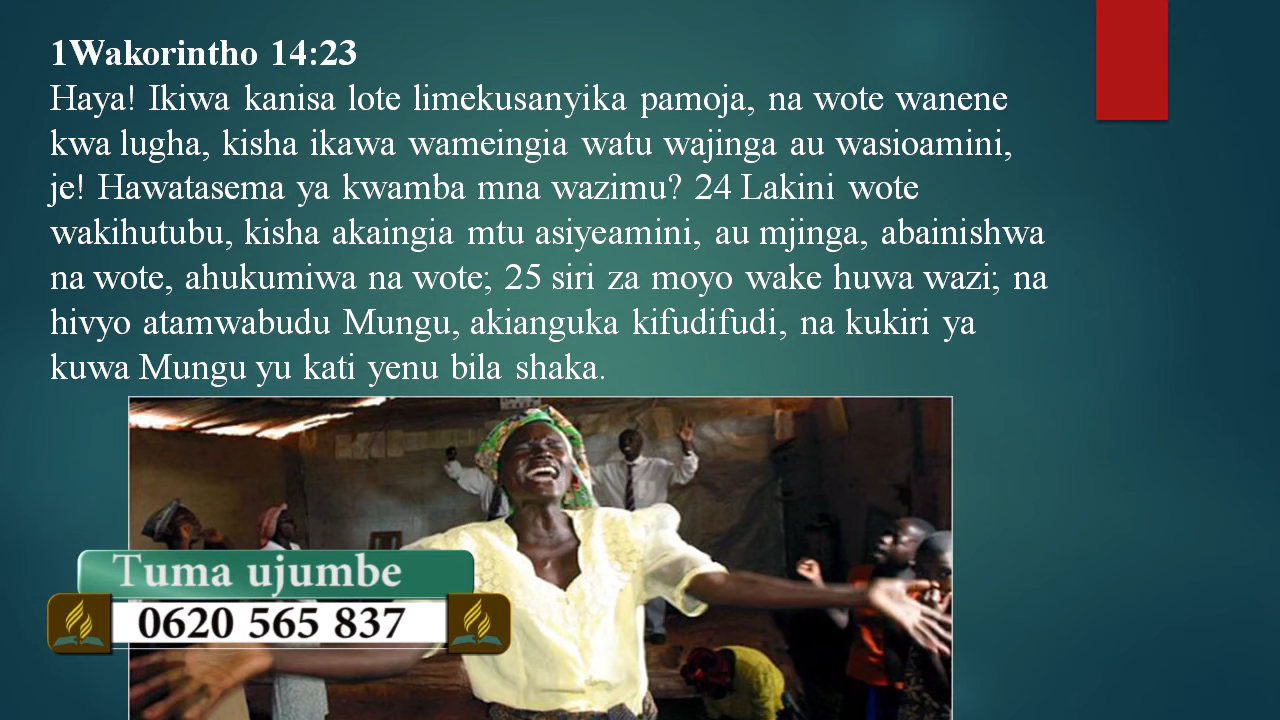 1Wakorintho 14:23
Haya! Ikiwa kanisa lote limekusanyika pamoja, na wote wanene
kwa lugha, kisha ikawa wameingia watu wajinga au wasioamini,
je! Hawatasema ya kwamba mna wazimu? 24 Lakini wote
wakihutubu, kisha akaingia mtu asiyeamini, au mjinga, abainishwa
na wote, ahukumiwa na wote; 25 siri za moyo wake huwa wazi; na
hivyo atamwabudu Mungu, akianguka kifudifudi, na kukiri ya
kuwa Mungu yu kati yenu bila shaka.
Tuma ujumbe
0620 565 837